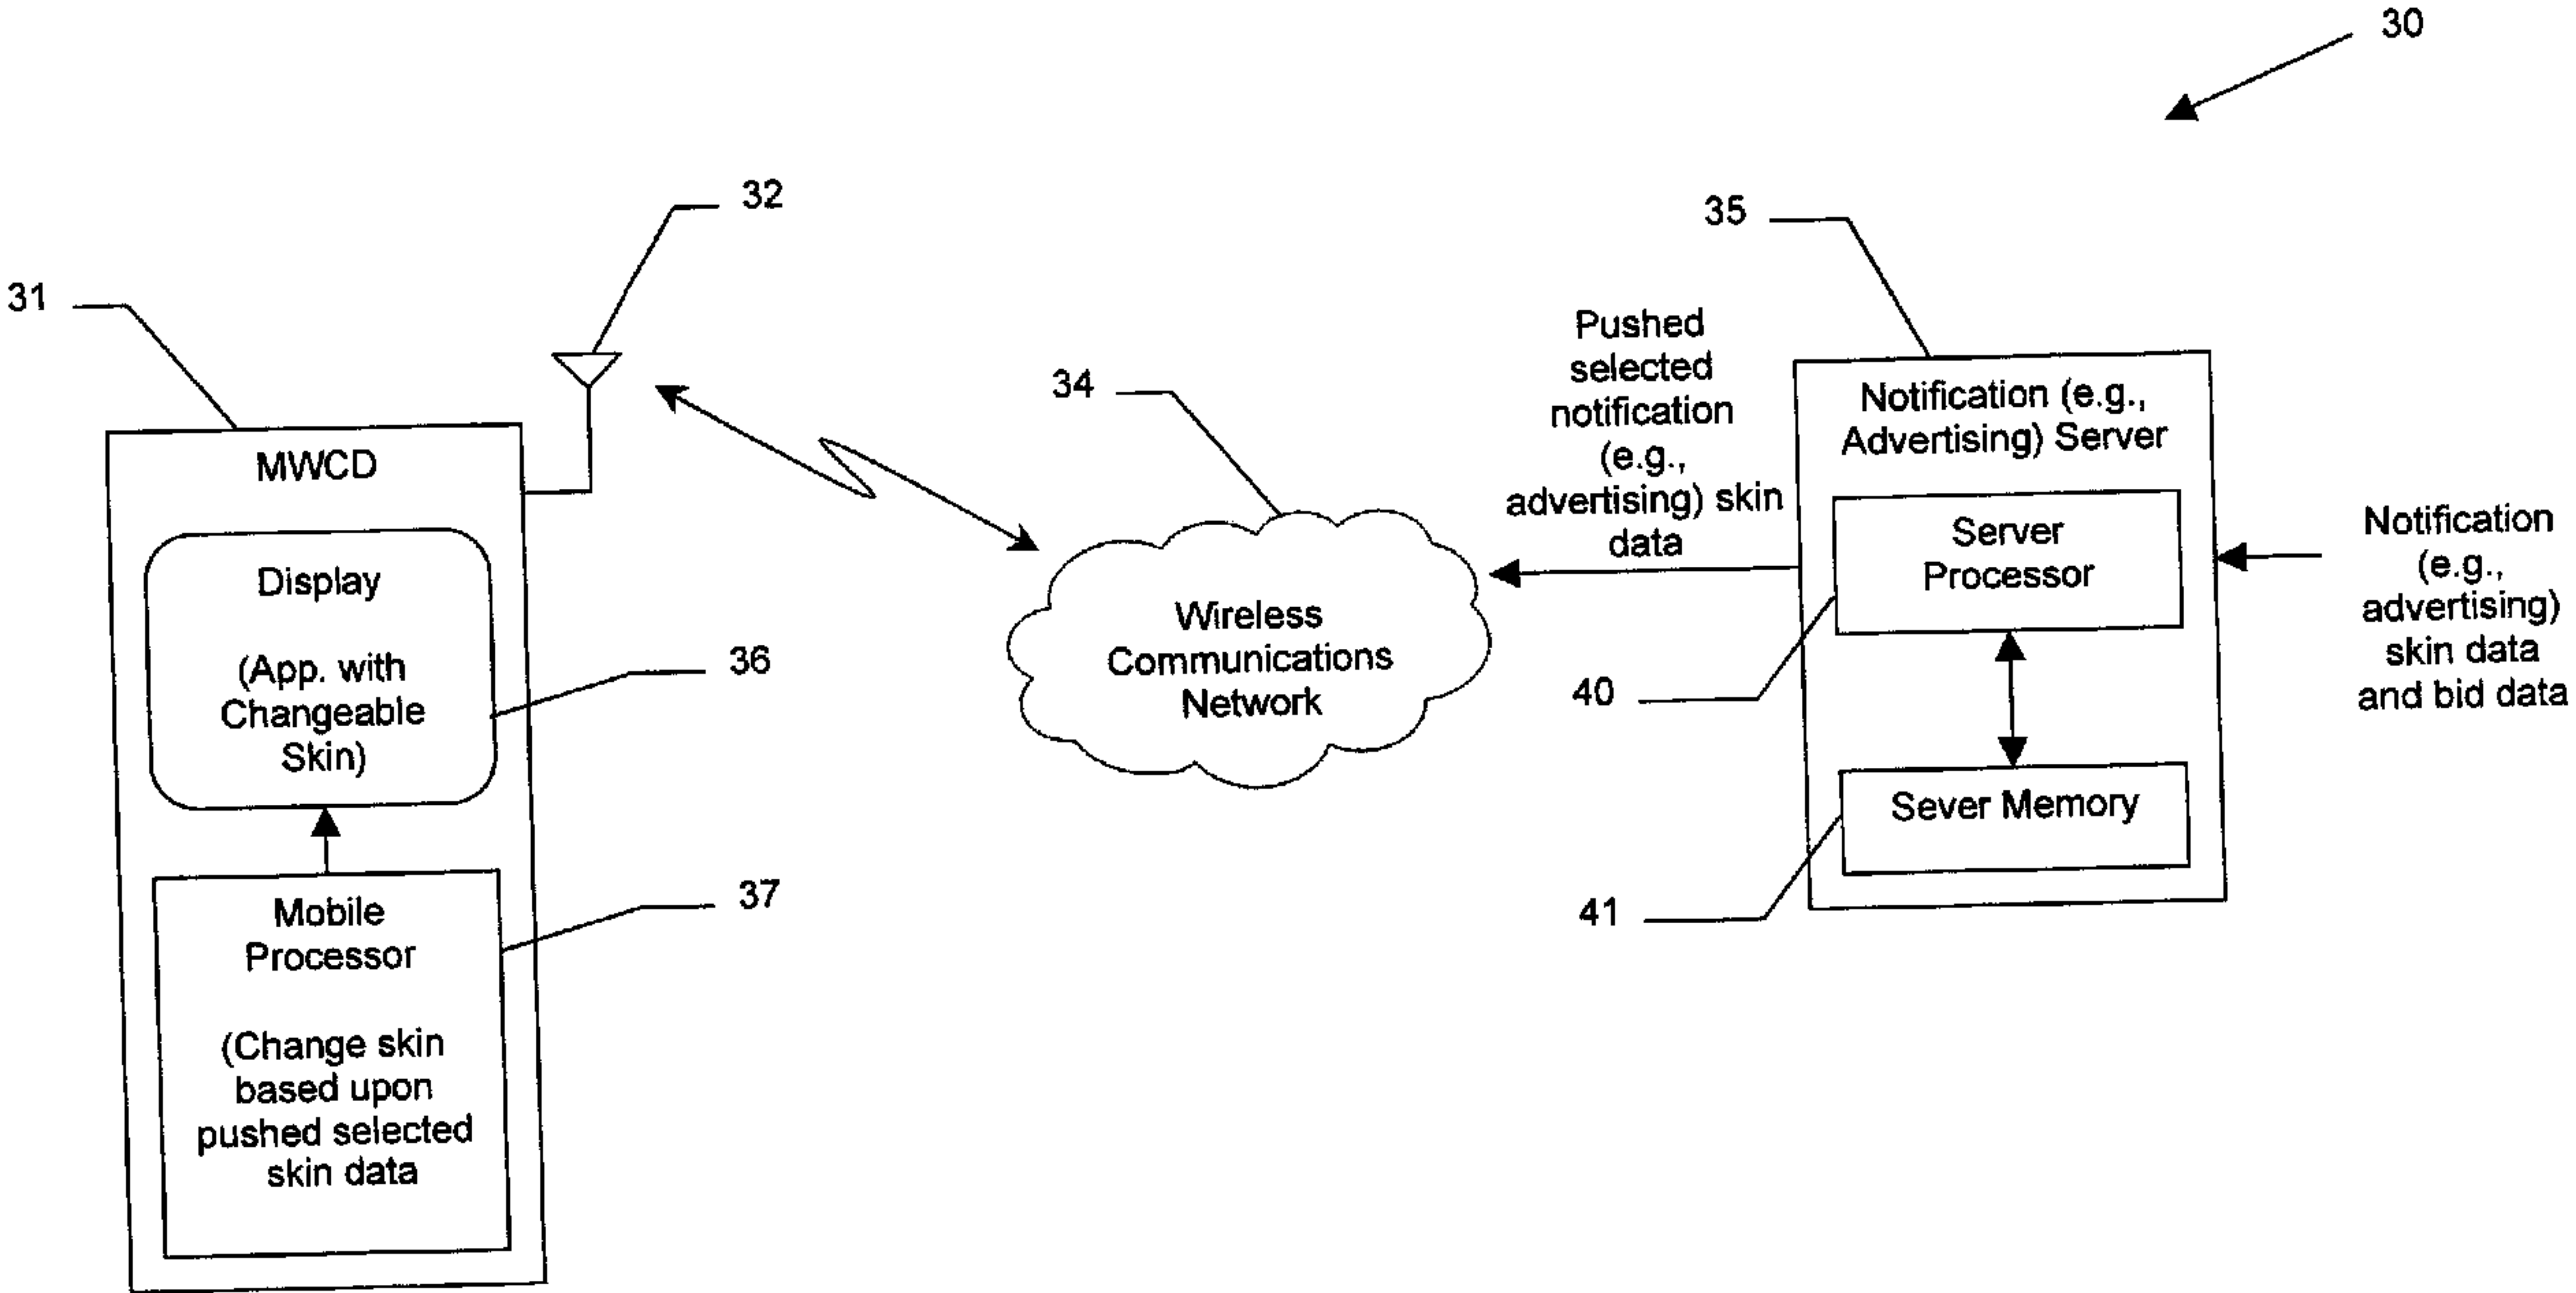 30
32
35
31
Pushed
selected
notification
(e.g.,
advertising) skin
data
34
Notification (e.g.,
Advertising) Server
MWCD
Server
Processor
Notification
(e.g.,
advertising)
skin data
and bid data
Display
(App. with
Changeable
Skin)
Wireless
Communications
Network
36
40
Sever Memory
37
41
Mobile
Processor
(Change skin
based upon
pushed selected
skin data